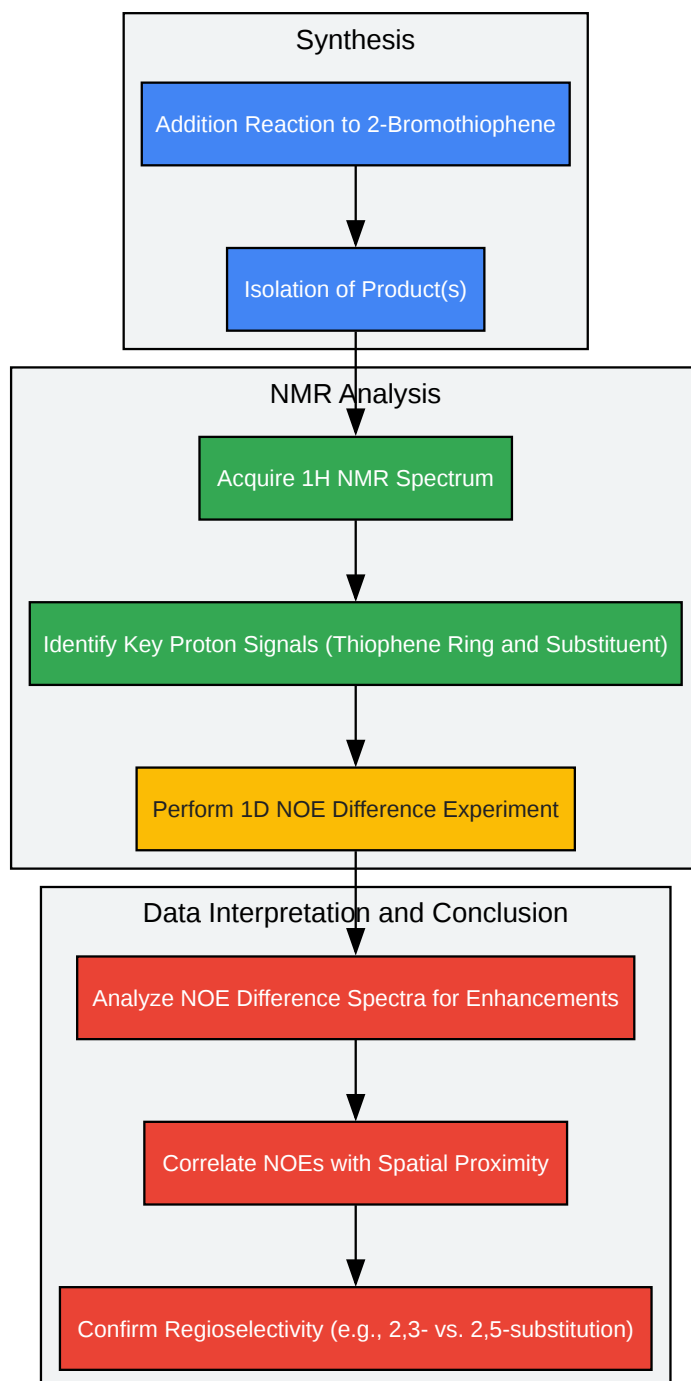 Synthesis
Addition Reaction to 2-Bromothiophene
Isolation of Product(s)
NMR Analysis
Acquire 1H NMR Spectrum
Identify Key Proton Signals (Thiophene Ring and Substituent)
Perform 1D NOE Difference Experiment
Data Interpretation and Conclusion
Analyze NOE Difference Spectra for Enhancements
Correlate NOEs with Spatial Proximity
Confirm Regioselectivity (e.g., 2,3- vs. 2,5-substitution)